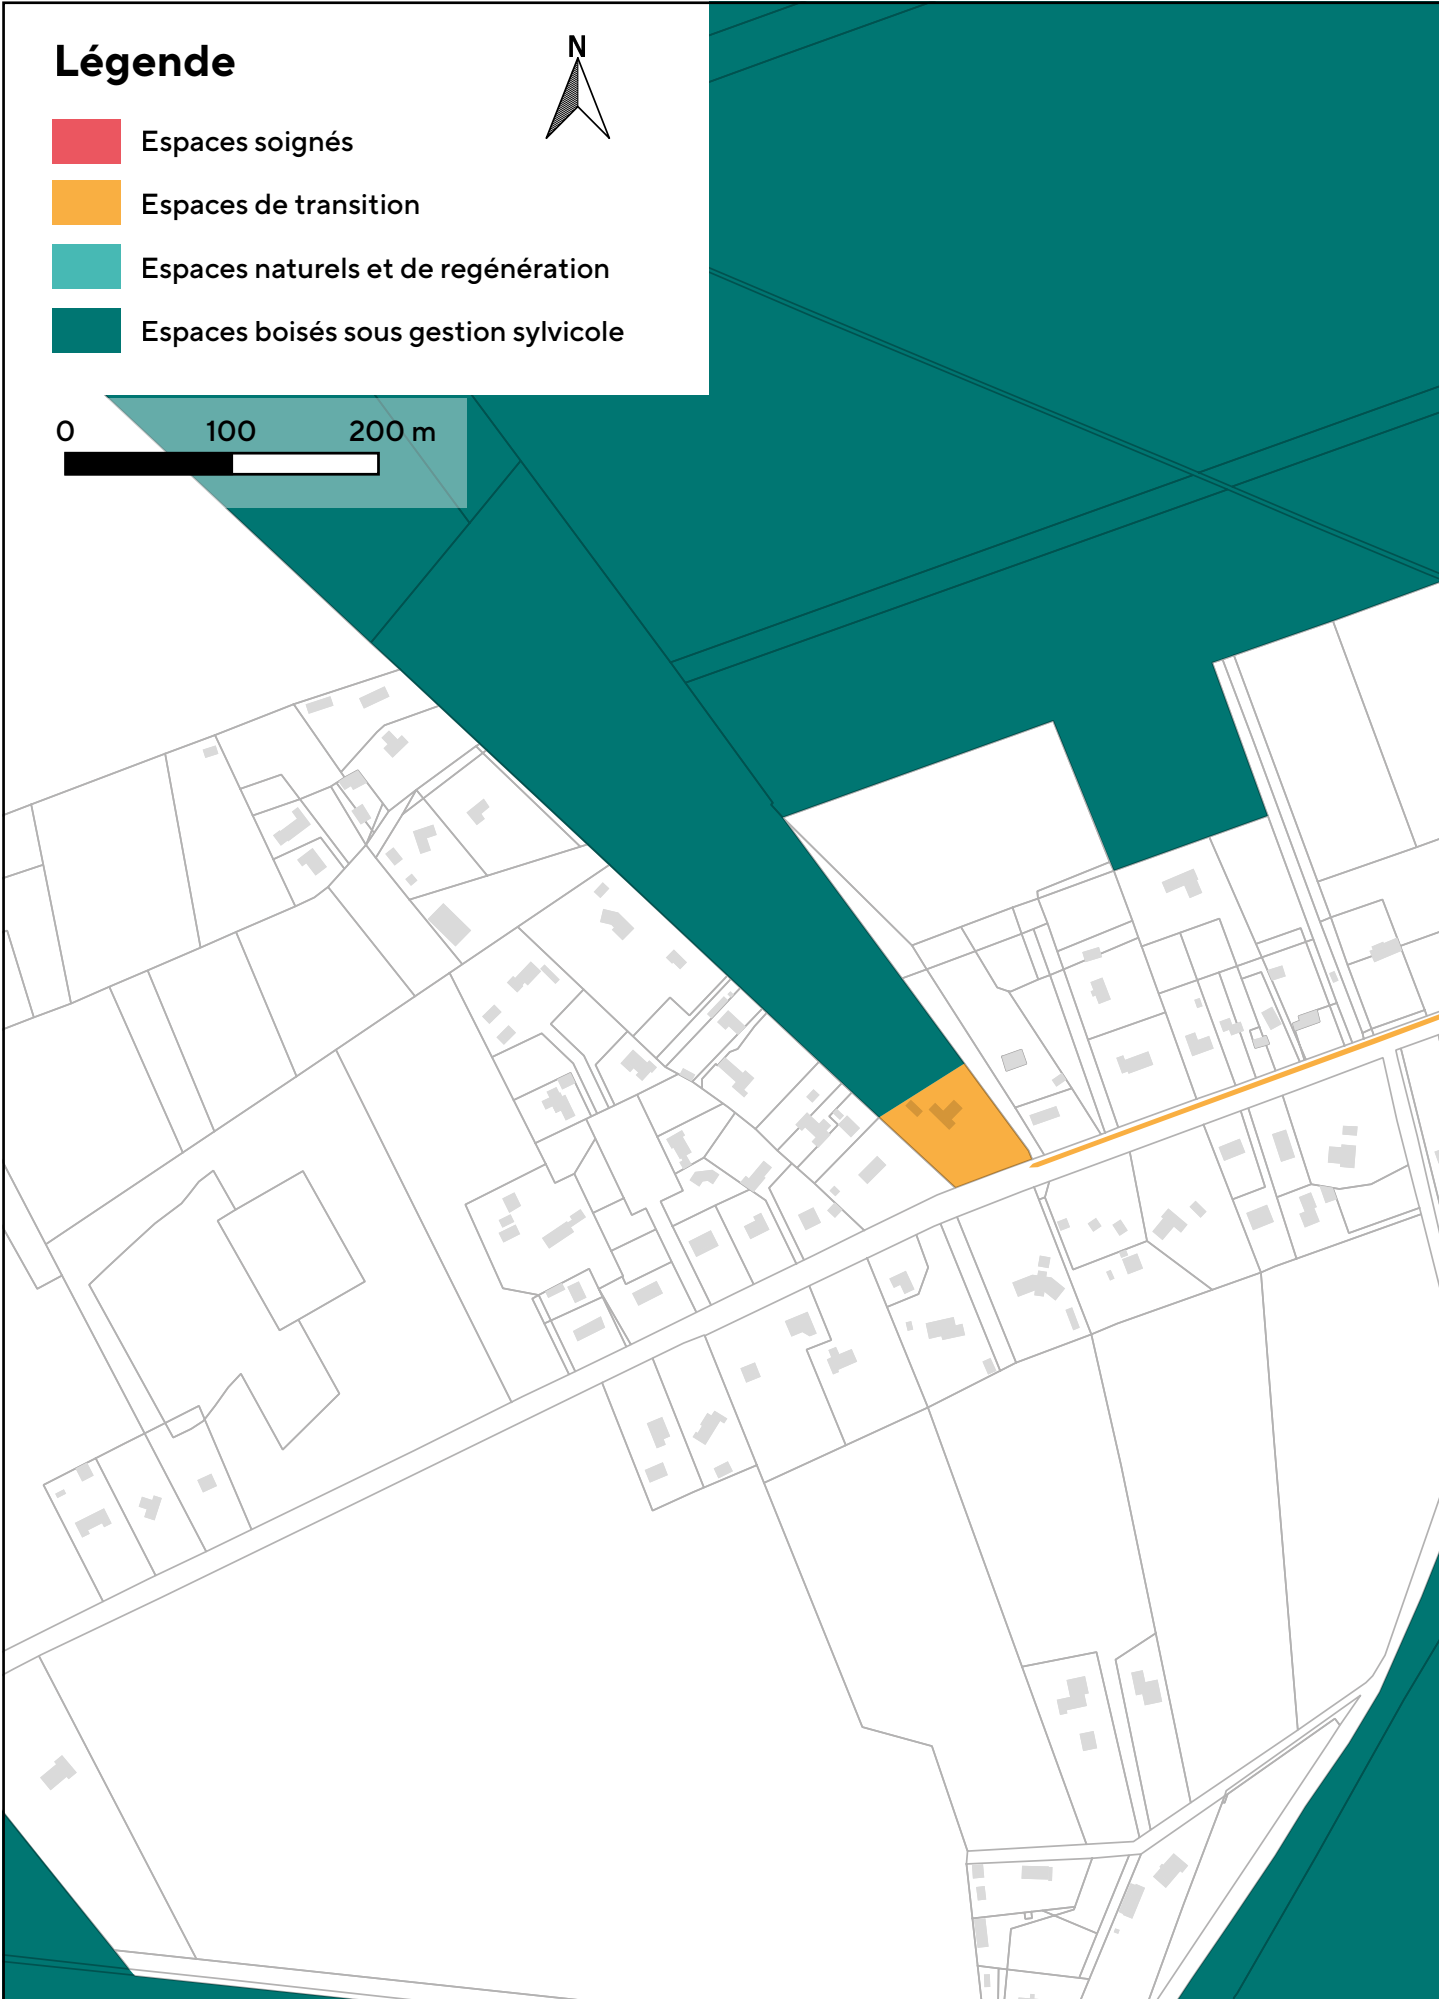 Légende
N
Espaces soignés
Espaces de transition
Espaces naturels et de regénération
Espaces boisés sous gestion sylvicole
0 100 200 m